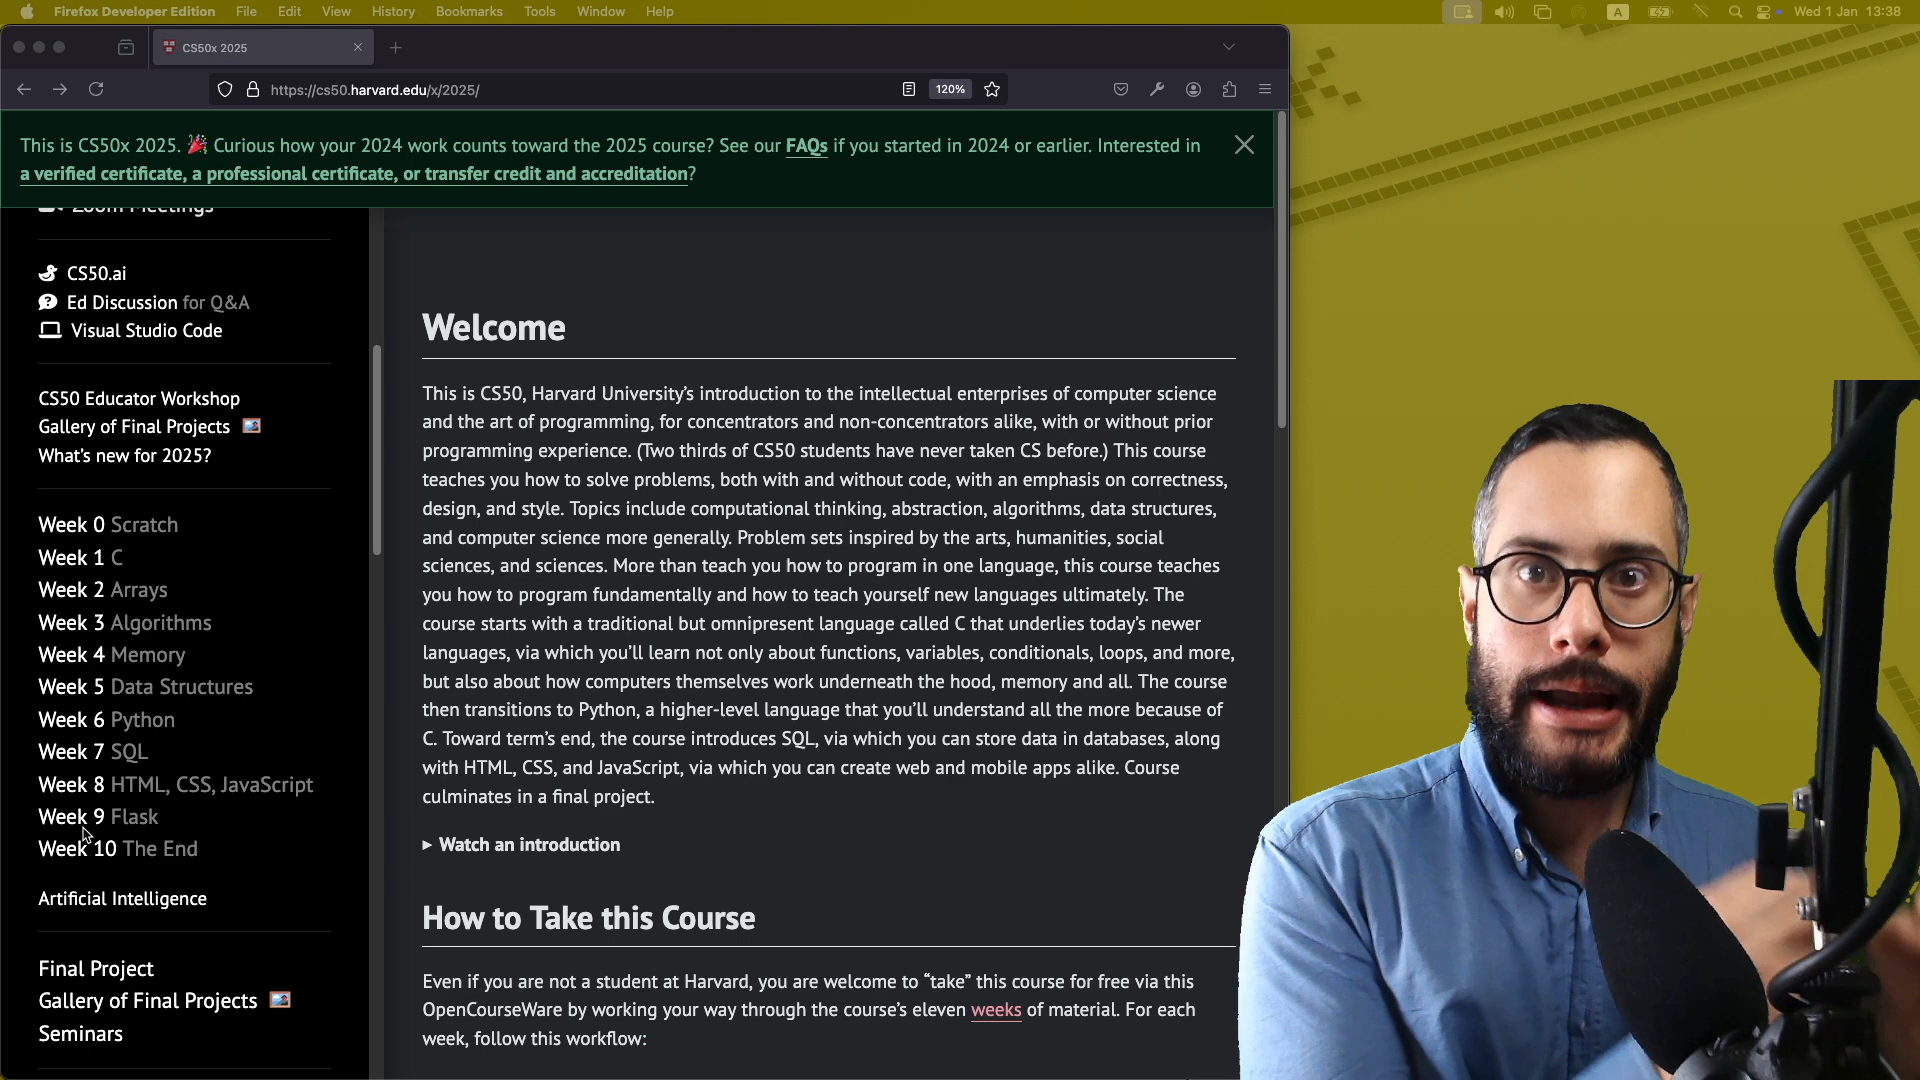 Firefox Developer Edition File Edit View History Bookmarks Tools Window Help
A
Wed 1 Jan 13:38
CS50x 2025
https://cs50.harvard.edu/x/2025/
120%
This is CS50x 2025. 🎉 Curious how your 2024 work counts toward the 2025 course? See our FAQs if you started in 2024 or earlier. Interested in
a verified certificate, a professional certificate, or transfer credit and accreditation?
Zoom Meetings
CS50.ai
Ed Discussion for Q&A
Visual Studio Code
CS50 Educator Workshop
Gallery of Final Projects
What's new for 2025?
Week 0 Scratch
Week 1 C
Week 2 Arrays
Week 3 Algorithms
Week 4 Memory
Week 5 Data Structures
Week 6 Python
Week 7 SQL
Week 8 HTML, CSS, JavaScript
Week 9 Flask
Week 10 The End
Artificial Intelligence
Final Project
Gallery of Final Projects
Seminars
Welcome
This is CS50, Harvard University's introduction to the intellectual enterprises of computer science
and the art of programming, for concentrators and non-concentrators alike, with or without prior
programming experience. (Two thirds of CS50 students have never taken CS before.) This course
teaches you how to solve problems, both with and without code, with an emphasis on correctness,
design, and style. Topics include computational thinking, abstraction, algorithms, data structures,
and computer science more generally. Problem sets inspired by the arts, humanities, social
sciences, and sciences. More than teach you how to program in one language, this course teaches
you how to program fundamentally and how to teach yourself new languages ultimately. The
course starts with a traditional but omnipresent language called C that underlies today's newer
languages, via which you'll learn not only about functions, variables, conditionals, loops, and more,
but also about how computers themselves work underneath the hood, memory and all. The course
then transitions to Python, a higher-level language that you'll understand all the more because of
C. Toward term's end, the course introduces SQL, via which you can store data in databases, along
with HTML, CSS, and JavaScript, via which you can create web and mobile apps alike. Course
culminates in a final project.
Watch an introduction
How to Take this Course
Even if you are not a student at Harvard, you are welcome to “take” this course for free via this
OpenCourseWare by working your way through the course's eleven weeks of material. For each
week, follow this workflow: